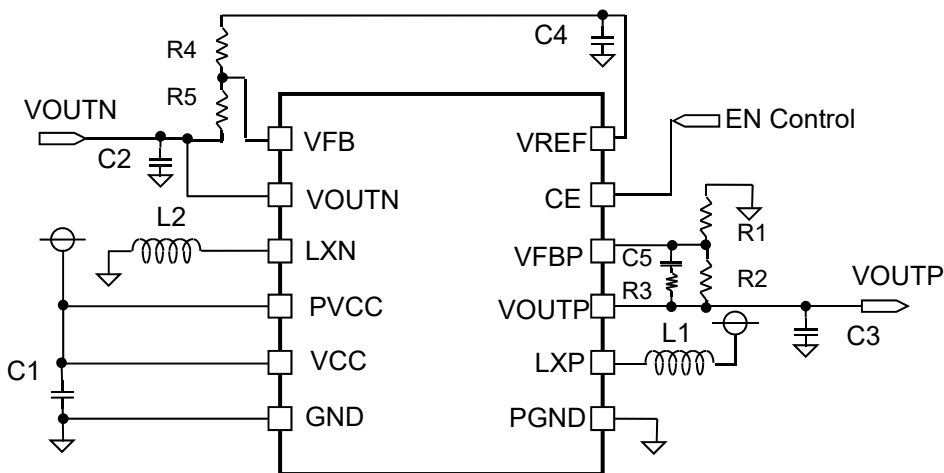 C4
R4
R5
VOUTN
EN Control
VFB
VREF
C2
VOUTN
CE
L2
R1
LXN
VFBP
C5
R3
R2
VOUTP
PVCC
VOUTP
L1
C3
C1
VCC
LXP
GND
PGND